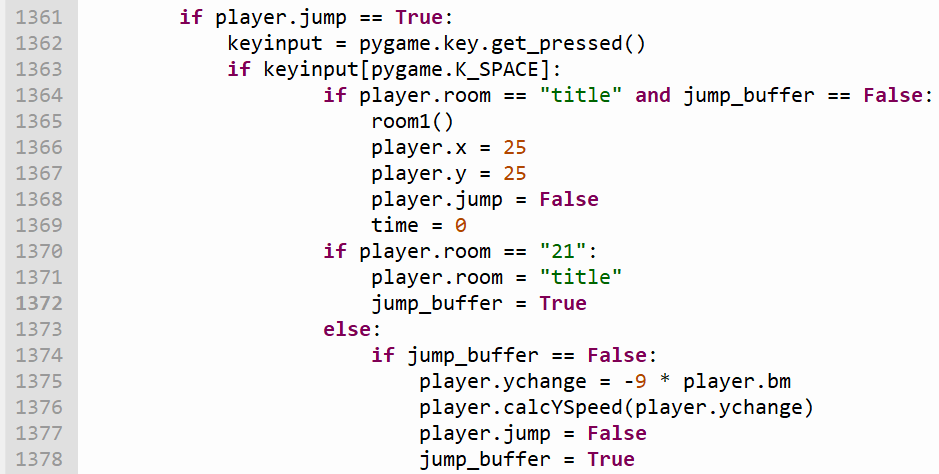 1361 if player.jump == True:
1362 keyinput = pygame.key.get_pressed()
1363 if keyinput[pygame.K_SPACE]:
1364 if player.room == "title" and jump_buffer == False:
1365 room1()
1366 player.x = 25
1367 player.y = 25
1368 player.jump = False
1369 time = 0
1370 if player.room == "21":
1371 player.room = "title"
1372 jump_buffer = True
1373 else:
1374 if jump_buffer == False:
1375 player.ychange = -9 * player.bm
1376 player.calcYSpeed(player.ychange)
1377 player.jump = False
1378 jump_buffer = True